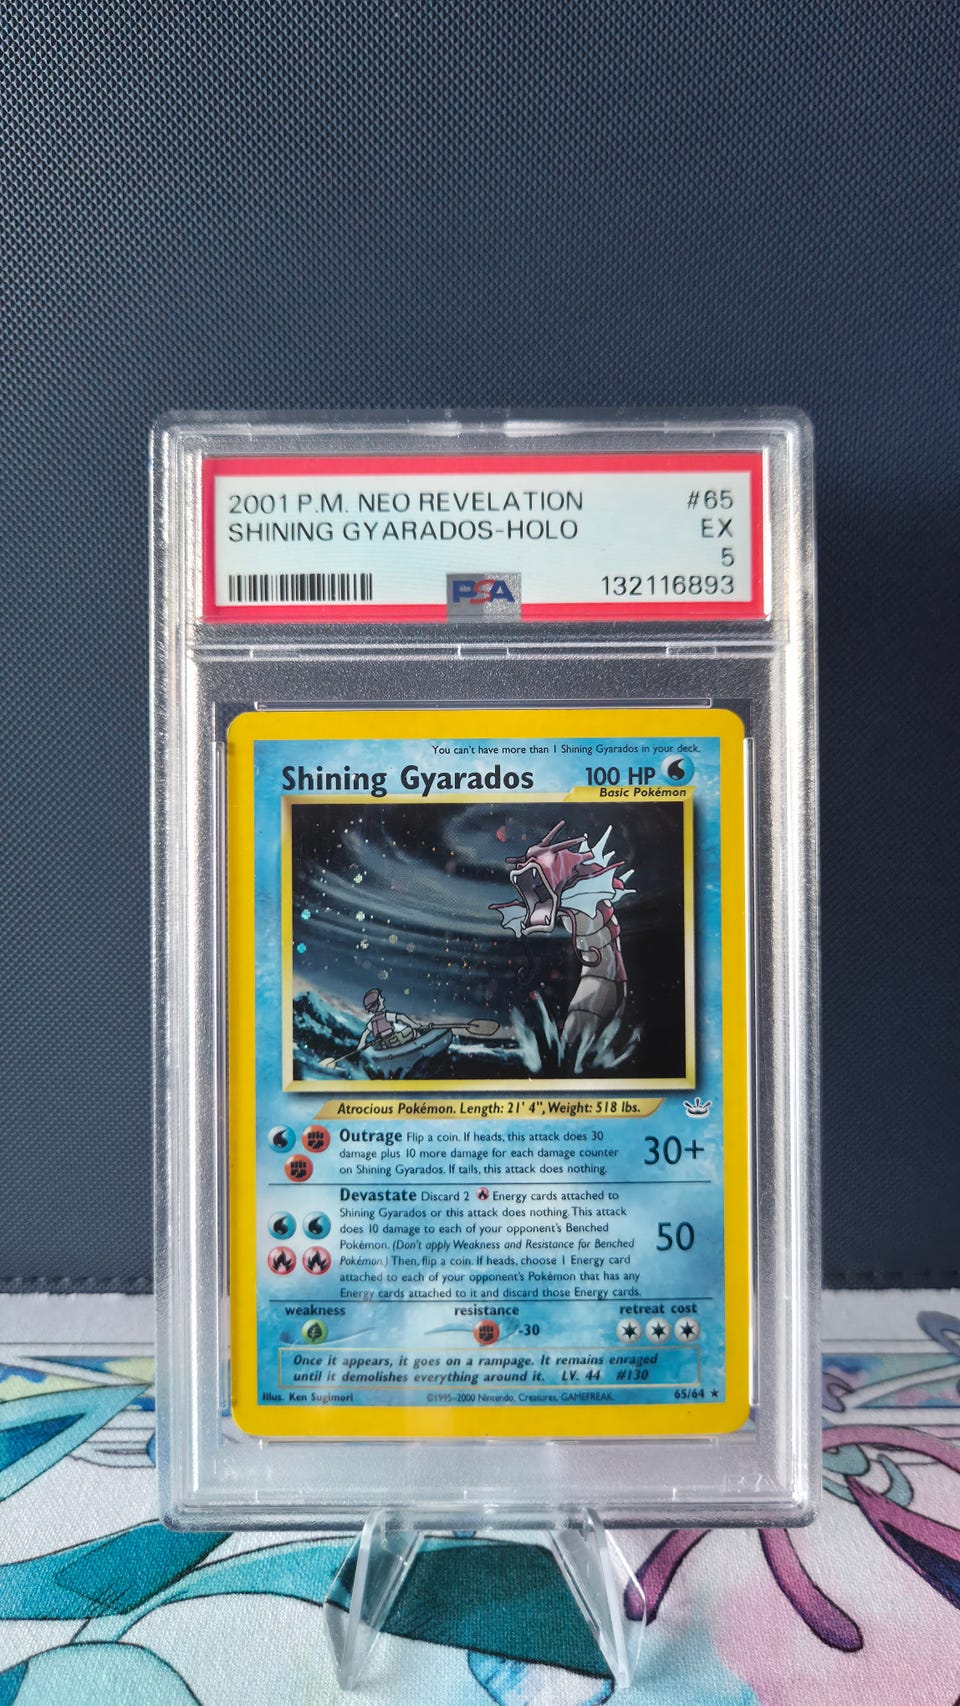 2001 P.M. NEO REVELATION #65
SHINING GYARADOS-HOLO EX
5
PSA 132116893
You can't have more than 1 Shining Gyarados in your deck.
Shining Gyarados 100 HP
Basic Pokémon
Atrocious Pokémon. Length: 21' 4", Weight: 518 lbs.
Outrage Flip a coin. If heads, this attack does 30
damage plus 10 more damage for each damage counter
on Shining Gyarados. If tails, this attack does nothing.
30+
Devastate Discard 2 Energy cards attached to
Shining Gyarados or this attack does nothing. This attack
does 10 damage to each of your opponent's Benched
Pokémon. (Don't apply Weakness and Resistance for Benched
Pokémon.) Then, flip a coin. If heads, choose 1 Energy card
attached to each of your opponent's Pokémon that has any
Energy cards attached to it and discard those Energy cards.
50
weakness resistance retreat cost
-30
Once it appears, it goes on a rampage. It remains enraged
until it demolishes everything around it. LV. 44 #130
Illus. Ken Sugimori ©1995-2000 Nintendo, Creatures, GAMEFREAK. 65/64 ★